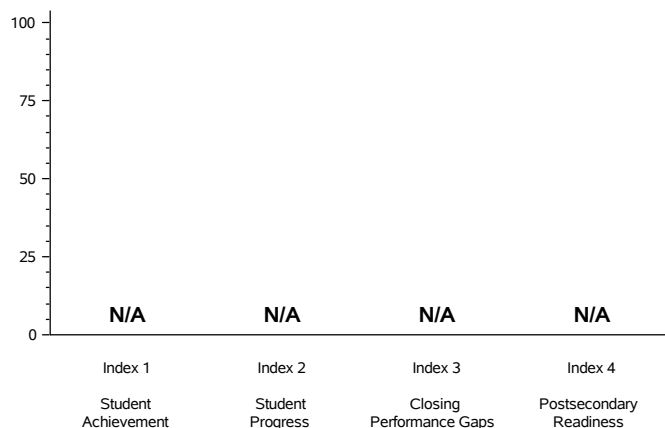 100
75
50
25
0
N/A N/A N/A N/A
Index 1 Index 2 Index 3 Index 4
Student Student Closing Postsecondary
Achievement Progress Performance Gaps Readiness